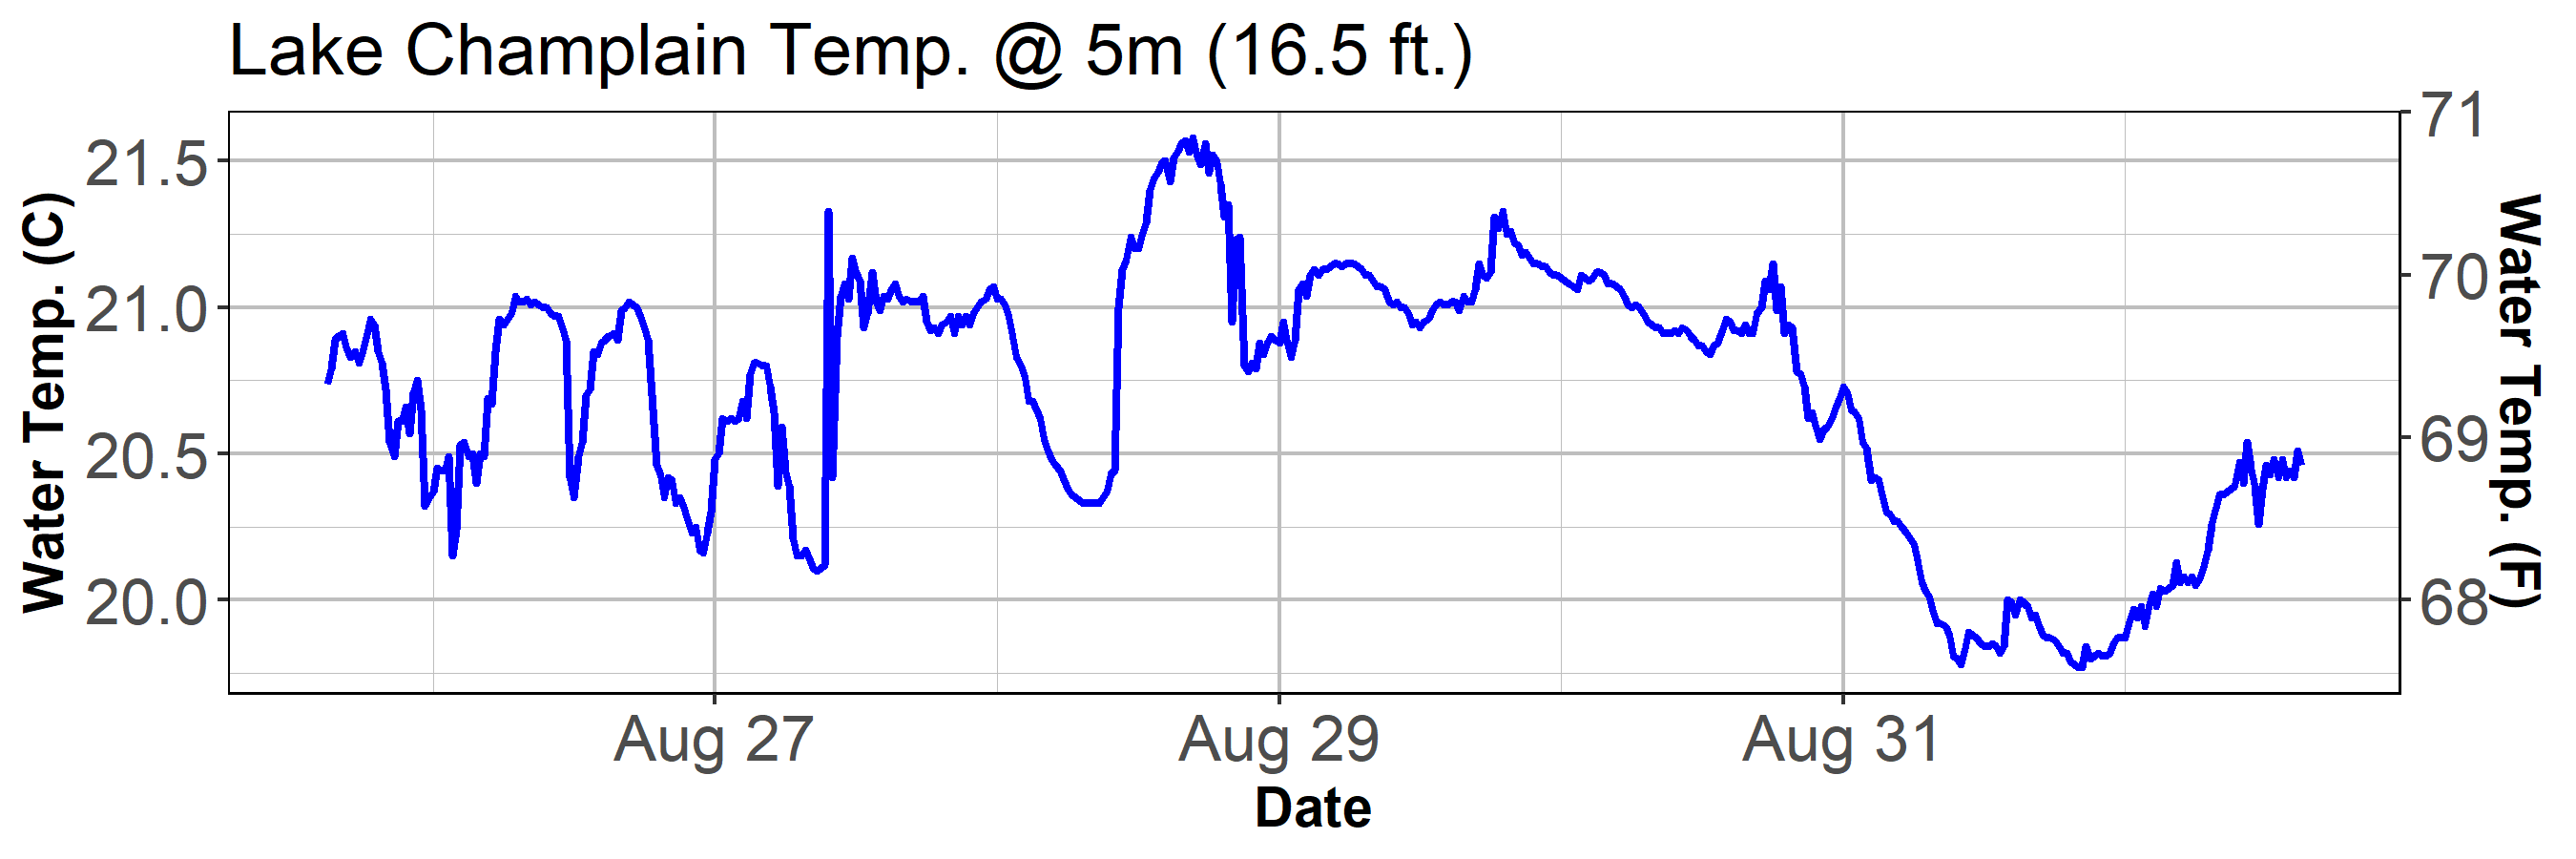 Lake Champlain Temp. @ 5m (16.5 ft.)
Water Temp. (C)
21.5
21.0
20.5
20.0
71
70
69
68
Water Temp. (F)
Aug 27
Aug 29
Aug 31
Date